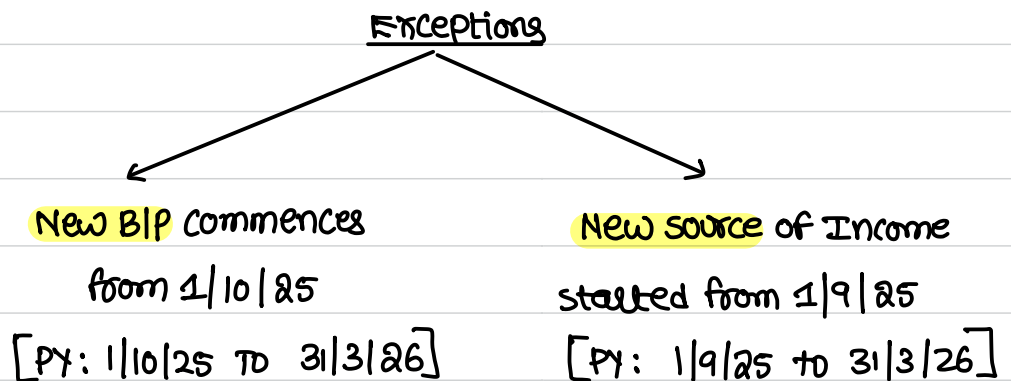 Exceptions
New B|P commences
from 1/10/25
[PY: 1/10/25 TO 31/3/26]
New source of Income
started from 1/9/25
[PY: 1/9/25 to 31/3/26]